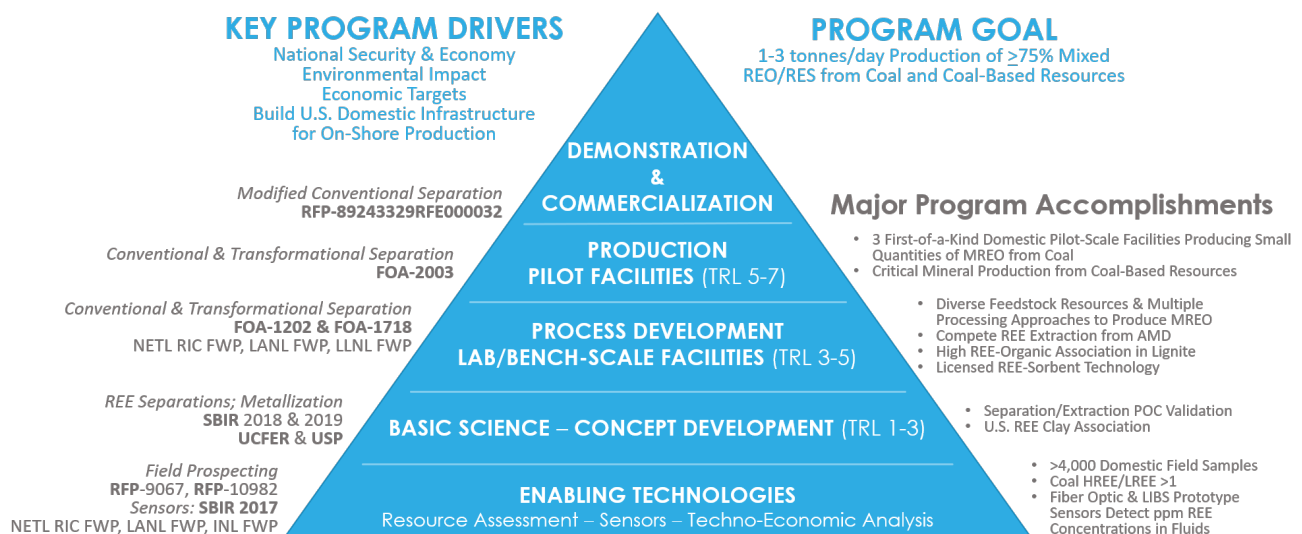 KEY PROGRAM DRIVERS
National Security & Economy
Environmental Impact
Economic Targets
Build U.S. Domestic Infrastructure
for On-Shore Production
PROGRAM GOAL
1-3 tonnes/day Production of >75% Mixed
REO/RES from Coal and Coal-Based Resources
DEMONSTRATION
&
COMMERCIALIZATION
Modified Conventional Separation
RFP-89243329RFE000032
Major Program Accomplishments
PRODUCTION
PILOT FACILITIES (TRL 5-7)
Conventional & Transformational Separation
FOA-2003
• 3 First-of-a-Kind Domestic Pilot-Scale Facilities Producing Small
Quantities of MREO from Coal
• Critical Mineral Production from Coal-Based Resources
Conventional & Transformational Separation
FOA-1202 & FOA-1718
NETL RIC FWP, LANL FWP, LLNL FWP
PROCESS DEVELOPMENT
LAB/BENCH-SCALE FACILITIES (TRL 3-5)
• Diverse Feedstock Resources & Multiple
Processing Approaches to Produce MREO
• Compete REE Extraction from AMD
• High REE-Organic Association in Lignite
• Licensed REE-Sorbent Technology
REE Separations; Metallization
SBIR 2018 & 2019
UCFER & USP
BASIC SCIENCE – CONCEPT DEVELOPMENT (TRL 1-3)
• Separation/Extraction POC Validation
• U.S. REE Clay Association
Field Prospecting
RFP-9067, RFP-10982
Sensors: SBIR 2017
NETL RIC FWP, LANL FWP, INL FWP
ENABLING TECHNOLOGIES
Resource Assessment – Sensors – Techno-Economic Analysis
• >4,000 Domestic Field Samples
• Coal HREE/LREE >1
• Fiber Optic & LIBS Prototype
Sensors Detect ppm REE
Concentrations in Fluids